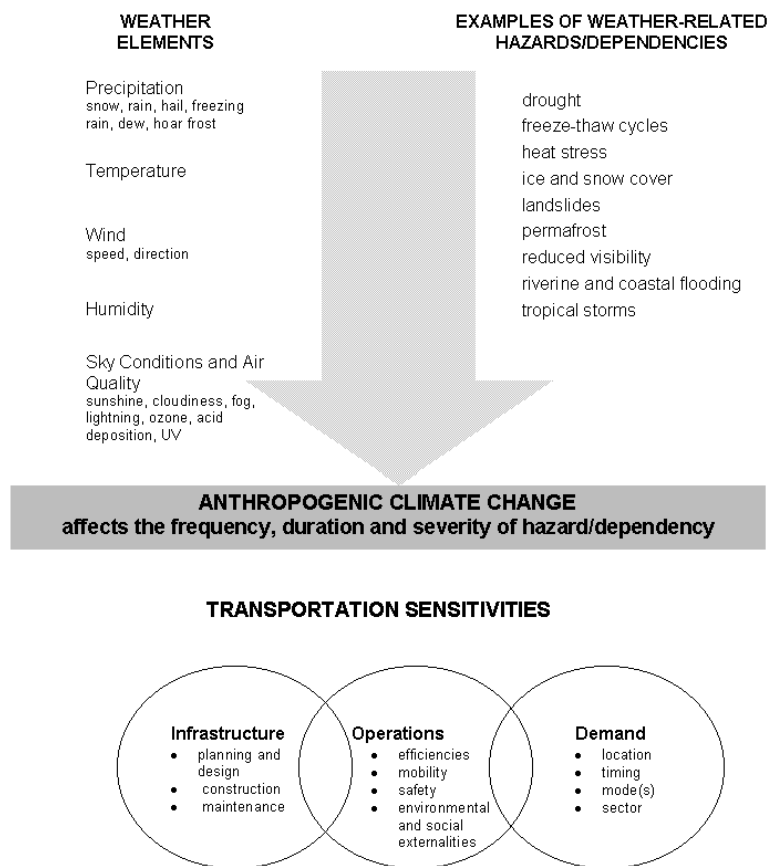 WEATHER
ELEMENTS
Precipitation
snow, rain, hail, freezing
rain, dew, hoar frost
Temperature
Wind
speed, direction
Humidity
Sky Conditions and Air
Quality
sunshine, cloudiness, fog,
lightning, ozone, acid
deposition, UV
EXAMPLES OF WEATHER-RELATED
HAZARDS/DEPENDENCIES
drought
freeze-thaw cycles
heat stress
ice and snow cover
landslides
permafrost
reduced visibility
riverine and coastal flooding
tropical storms
ANTHROPOGENIC CLIMATE CHANGE
affects the frequency, duration and severity of hazard/dependency
TRANSPORTATION SENSITIVITIES
Infrastructure
• planning and
design
• construction
• maintenance
Operations
• efficiencies
• mobility
• safety
• environmental
and social
externalities
Demand
• location
• timing
• mode(s)
• sector